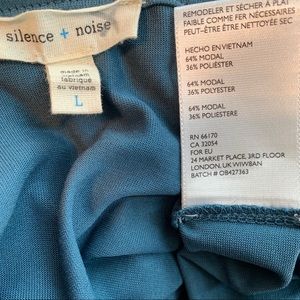 silence + noise
made in
vietnam
fabriqué
au vietnam
L
REMODELER ET SÉCHER À PLAT
FAIBLE COMME FER NÉCESSAIRES
PEUT-ÊTRE ÊTRE NETTOYÉE SEC
HECHO EN VIETNAM
64% MODAL
36% POLIÉSTER
64% MODAL
36% POLYESTER
64% MODAL
36% POLYESTER
RN 66170
CA 32054
FOR EU
24 MARKET PLACE, 3RD FLOOR
LONDON, UK WIW8AN
BATCH # OB427363